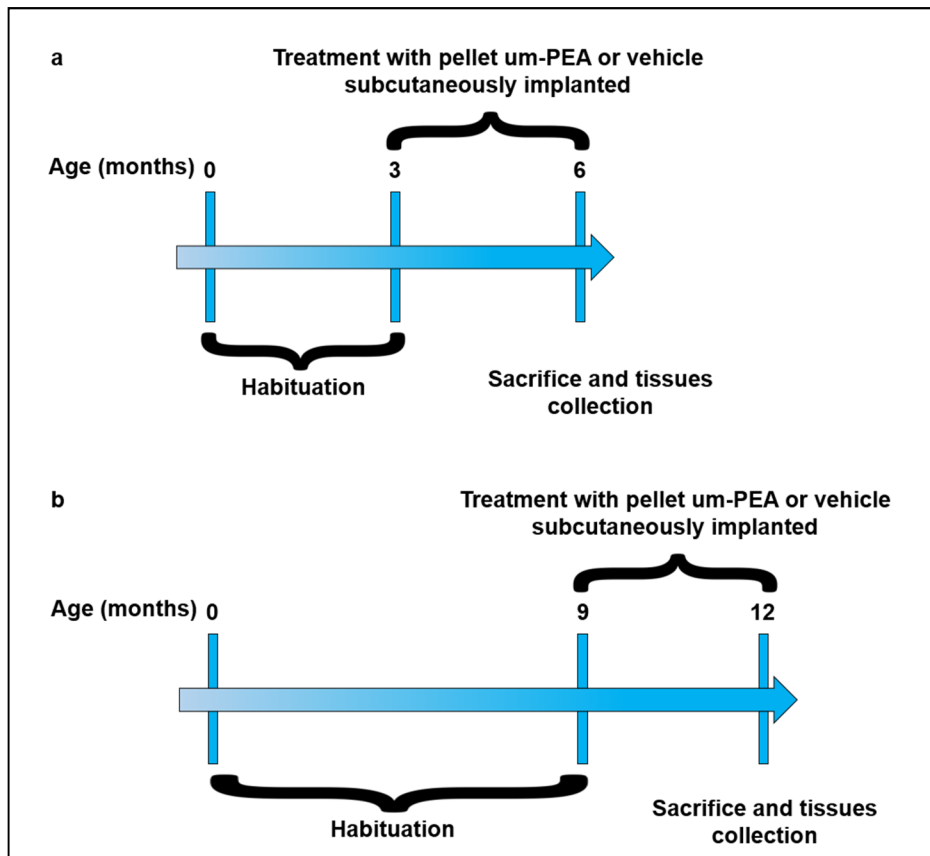 a
Treatment with pellet um-PEA or vehicle
subcutaneously implanted
Age (months) 0 3 6
Habituation
Sacrifice and tissues
collection
b
Treatment with pellet um-PEA or vehicle
subcutaneously implanted
Age (months) 0 9 12
Habituation
Sacrifice and tissues
collection